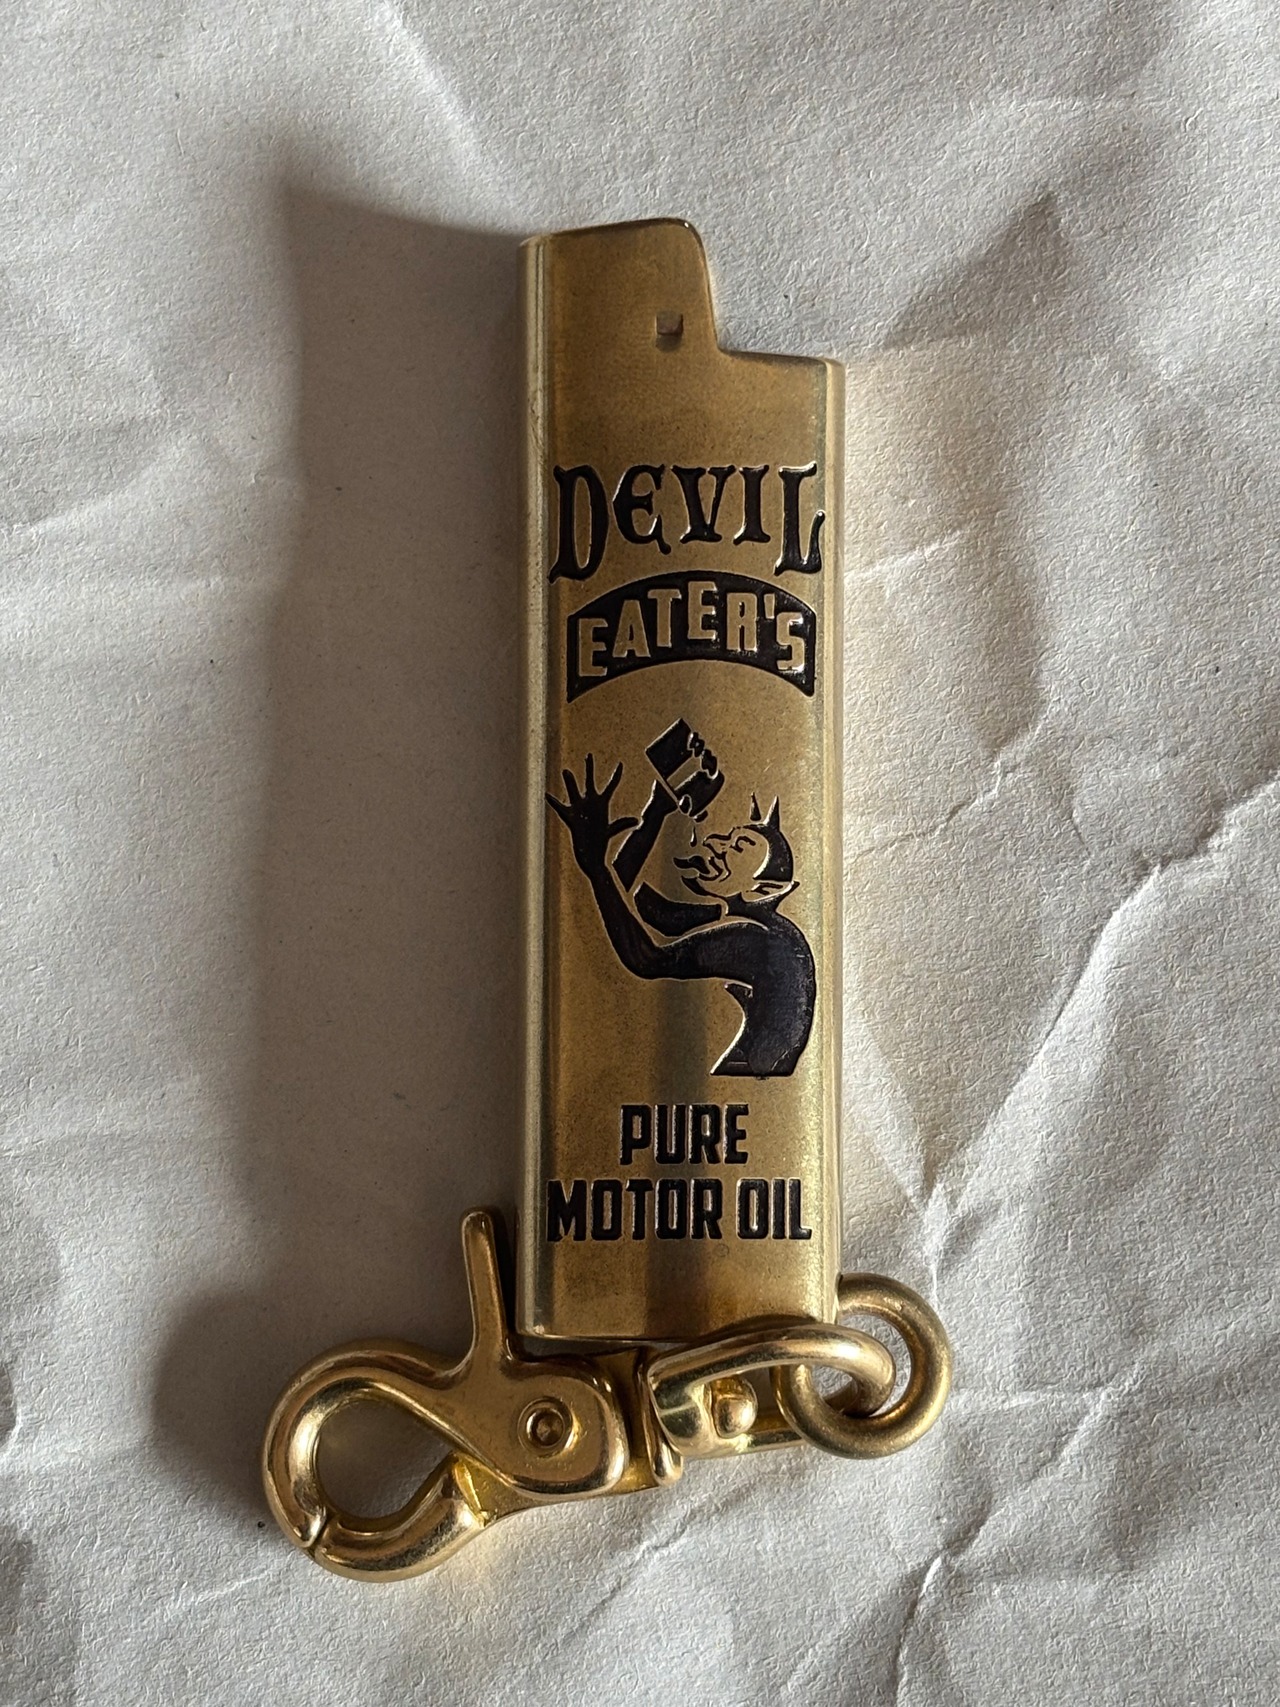 DEVIL
EATER'S
PURE
MOTOR OIL